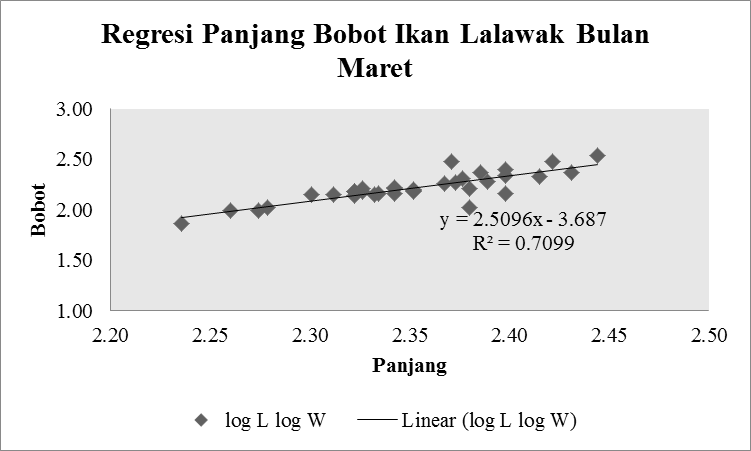 Regresi Panjang Bobot Ikan Lalawak Bulan
Maret
3.00
2.50
2.00
1.50
1.00
Bobot
y = 2.5096x - 3.687
R² = 0.7099
2.20 2.25 2.30 2.35 2.40 2.45 2.50
Panjang
log L log W Linear (log L log W)